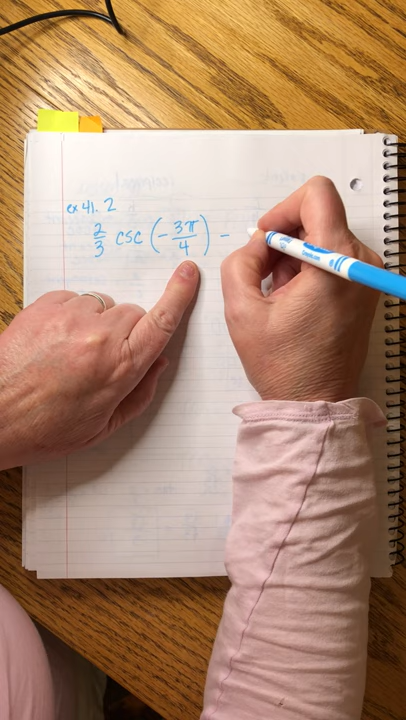 ex 41.2
2/3 csc (-3π/4) -